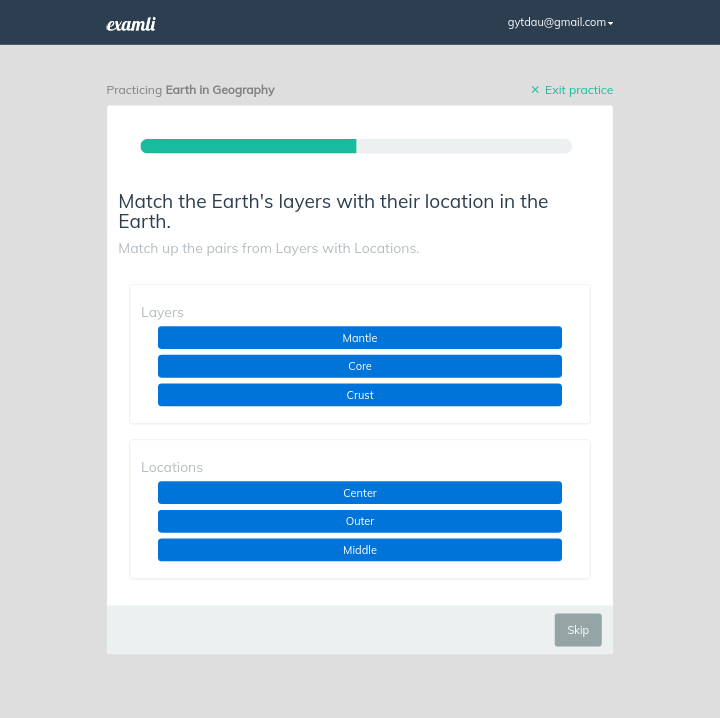 examli
gytdau@gmail.com
Practicing Earth in Geography
✕ Exit practice
Match the Earth's layers with their location in the
Earth.
Match up the pairs from Layers with Locations.
Layers
Mantle
Core
Crust
Locations
Center
Outer
Middle
Skip